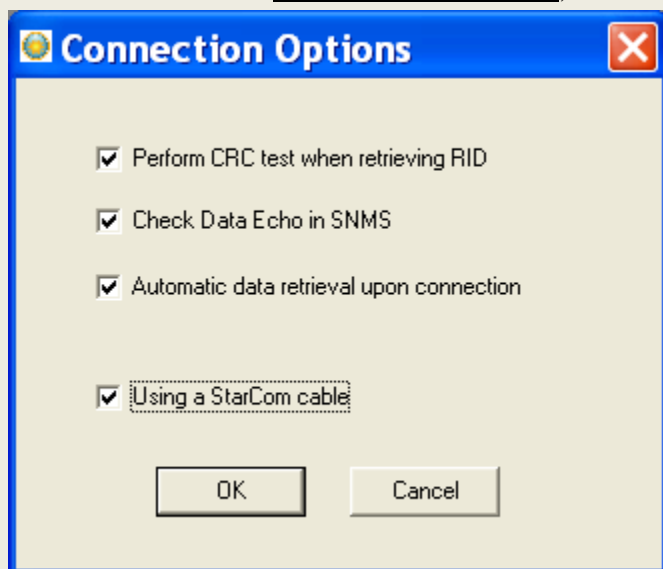 Connection Options
Perform CRC test when retrieving RID
Check Data Echo in SNMS
Automatic data retrieval upon connection
Using a StarCom cable
OK
Cancel